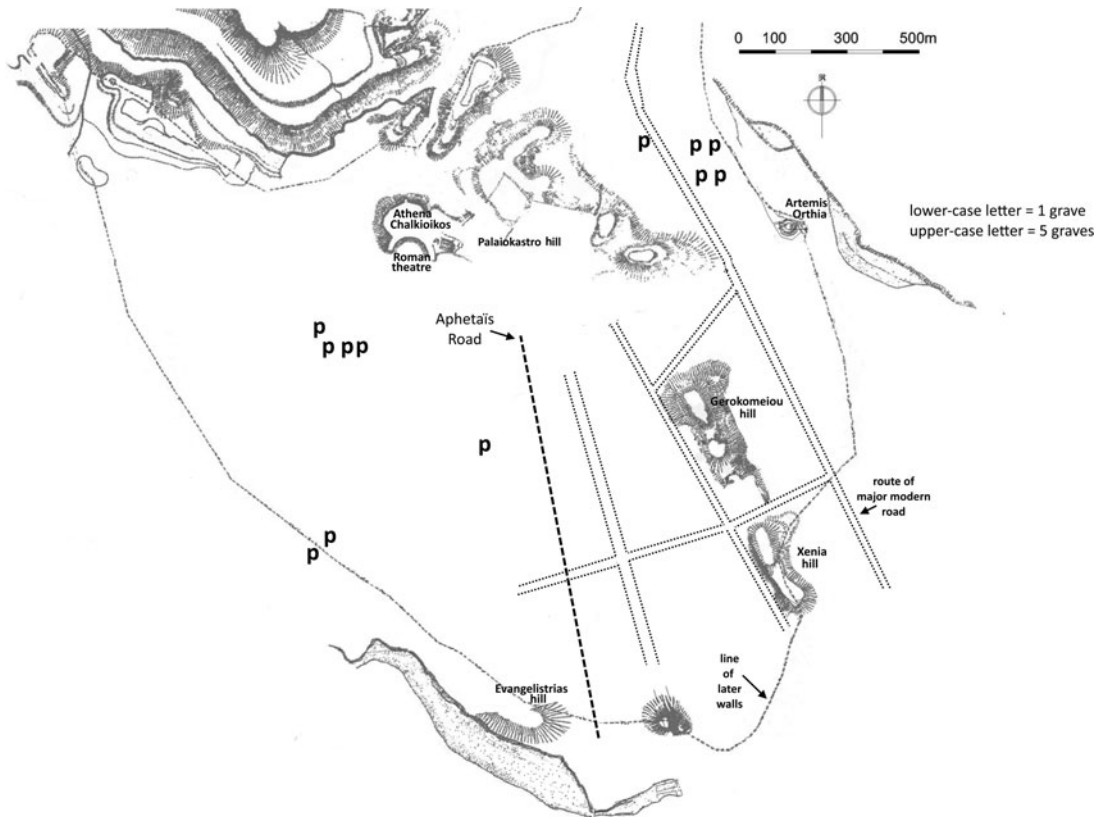 0 100 300 500m
N
p
p p
p p
Artemis
Orthia
lower-case letter = 1 grave
upper-case letter = 5 graves
Athena
Chalkioikos
Palaiokastro hill
Roman
theatre
Aphetaïs
Road
p
p p p
Gerokomeiou
hill
p
route of
major modern
road
p
p
Xenia
hill
line
of
later
walls
Evangelistrias
hill